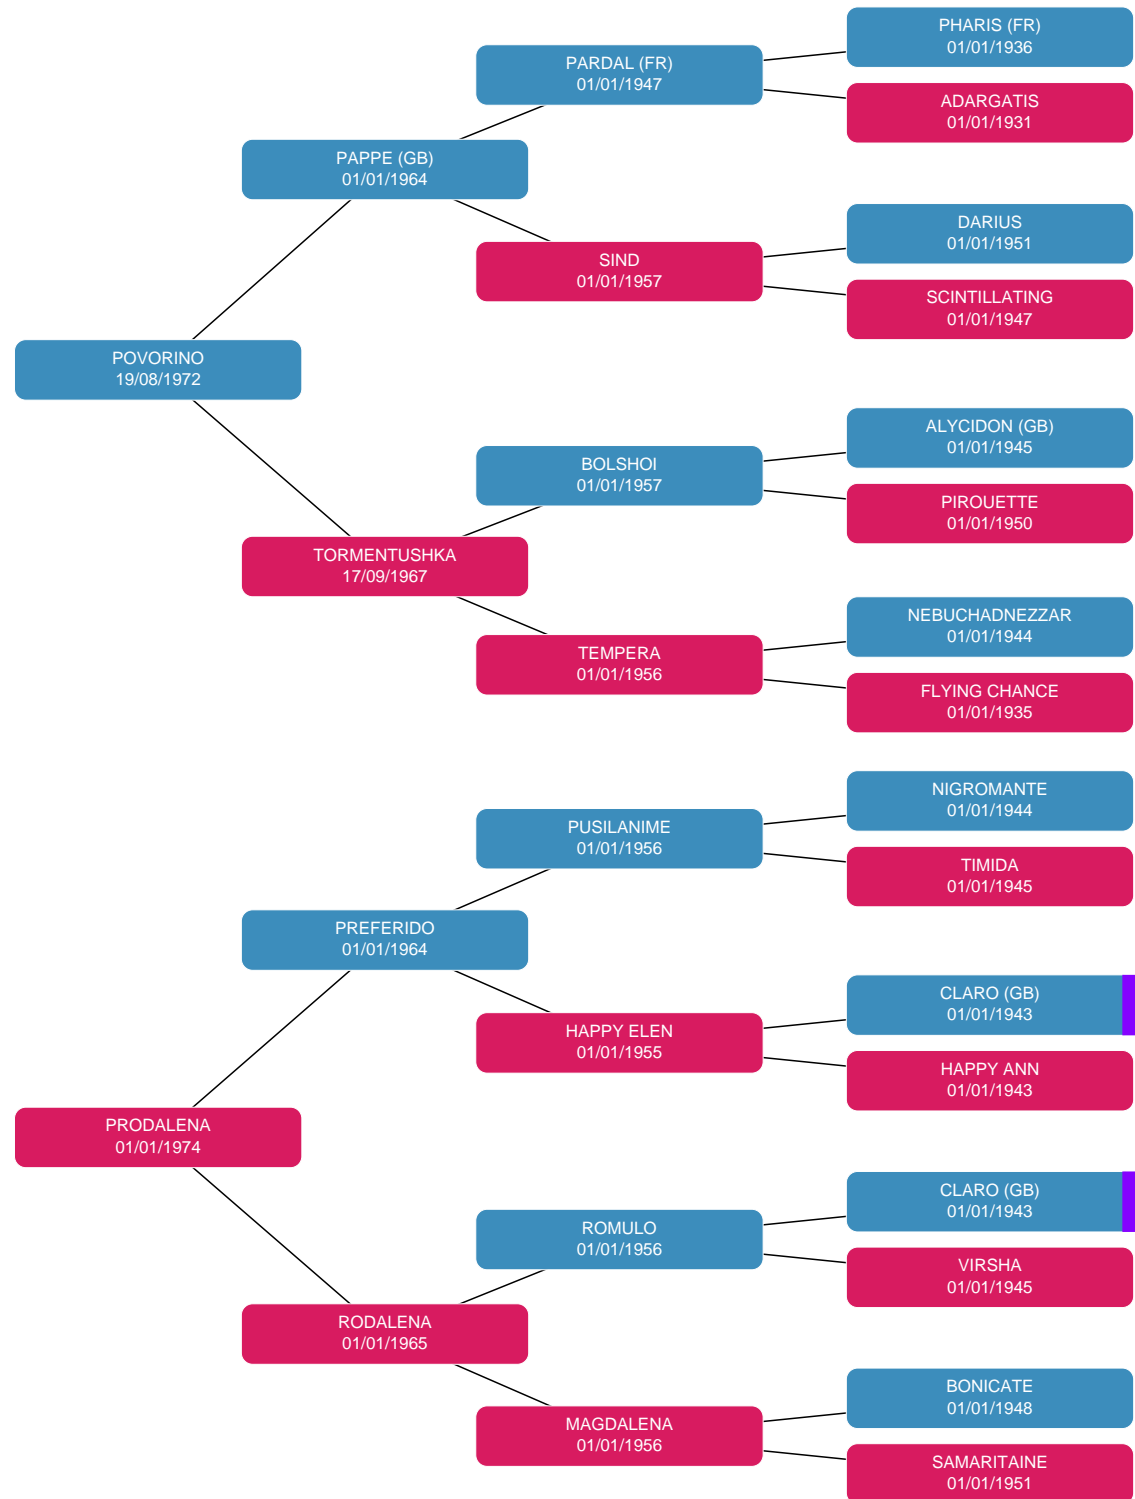 PHARIS (FR)
01/01/1936
PARDAL (FR)
01/01/1947
ADARGATIS
01/01/1931
PAPPE (GB)
01/01/1964
DARIUS
01/01/1951
SIND
01/01/1957
SCINTILLATING
01/01/1947
POVORINO
19/08/1972
ALYCIDON (GB)
01/01/1945
BOLSHOI
01/01/1957
PIROUETTE
01/01/1950
TORMENTUSHKA
17/09/1967
NEBUCHADNEZZAR
01/01/1944
TEMPERA
01/01/1956
FLYING CHANCE
01/01/1935
NIGROMANTE
01/01/1944
PUSILANIME
01/01/1956
TIMIDA
01/01/1945
PREFERIDO
01/01/1964
CLARO (GB)
01/01/1943
HAPPY ELEN
01/01/1955
HAPPY ANN
01/01/1943
PRODALENA
01/01/1974
CLARO (GB)
01/01/1943
ROMULO
01/01/1956
VIRSHA
01/01/1945
RODALENA
01/01/1965
BONICATE
01/01/1948
MAGDALENA
01/01/1956
SAMARITAINE
01/01/1951